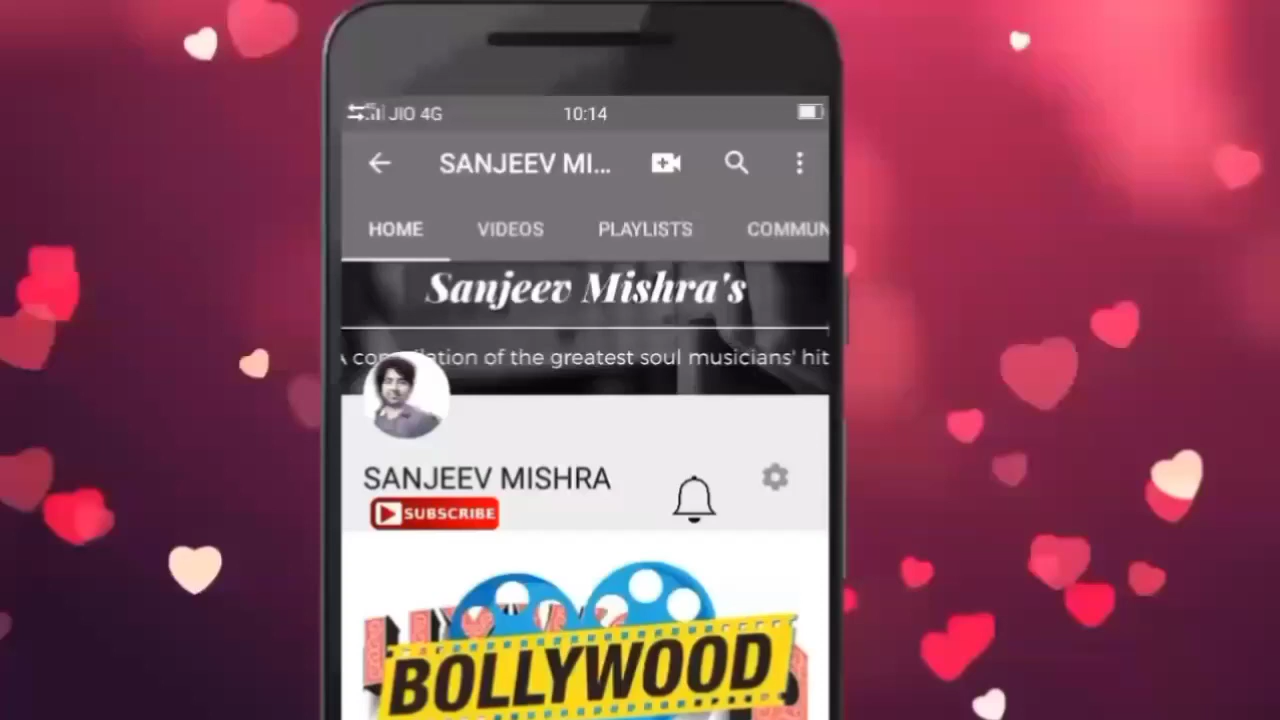 JIO 4G 10:14
SANJEEV MI...
HOME VIDEOS PLAYLISTS COMMUN
Sanjeev Mishra's
lation of the greatest soul musicians' hit
SANJEEV MISHRA
SUBSCRIBE
BOLLYWOOD